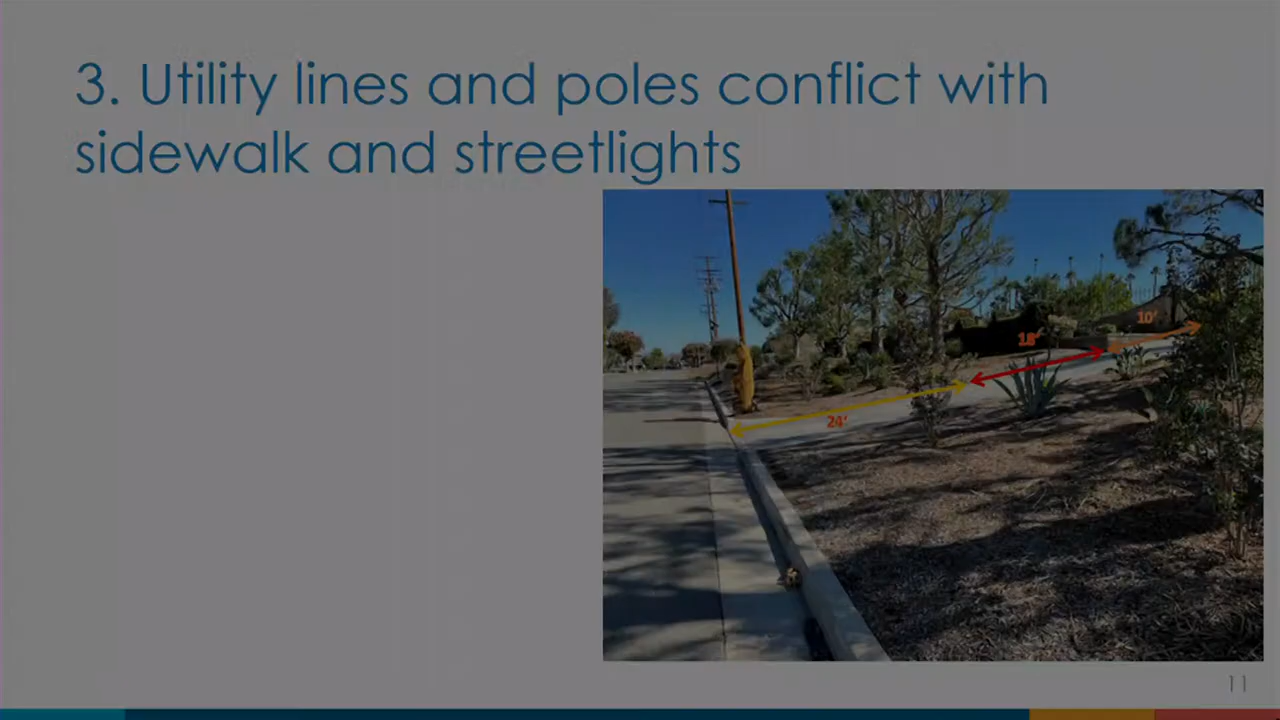 3. Utility lines and poles conflict with
sidewalk and streetlights
10'
18'
24'
11